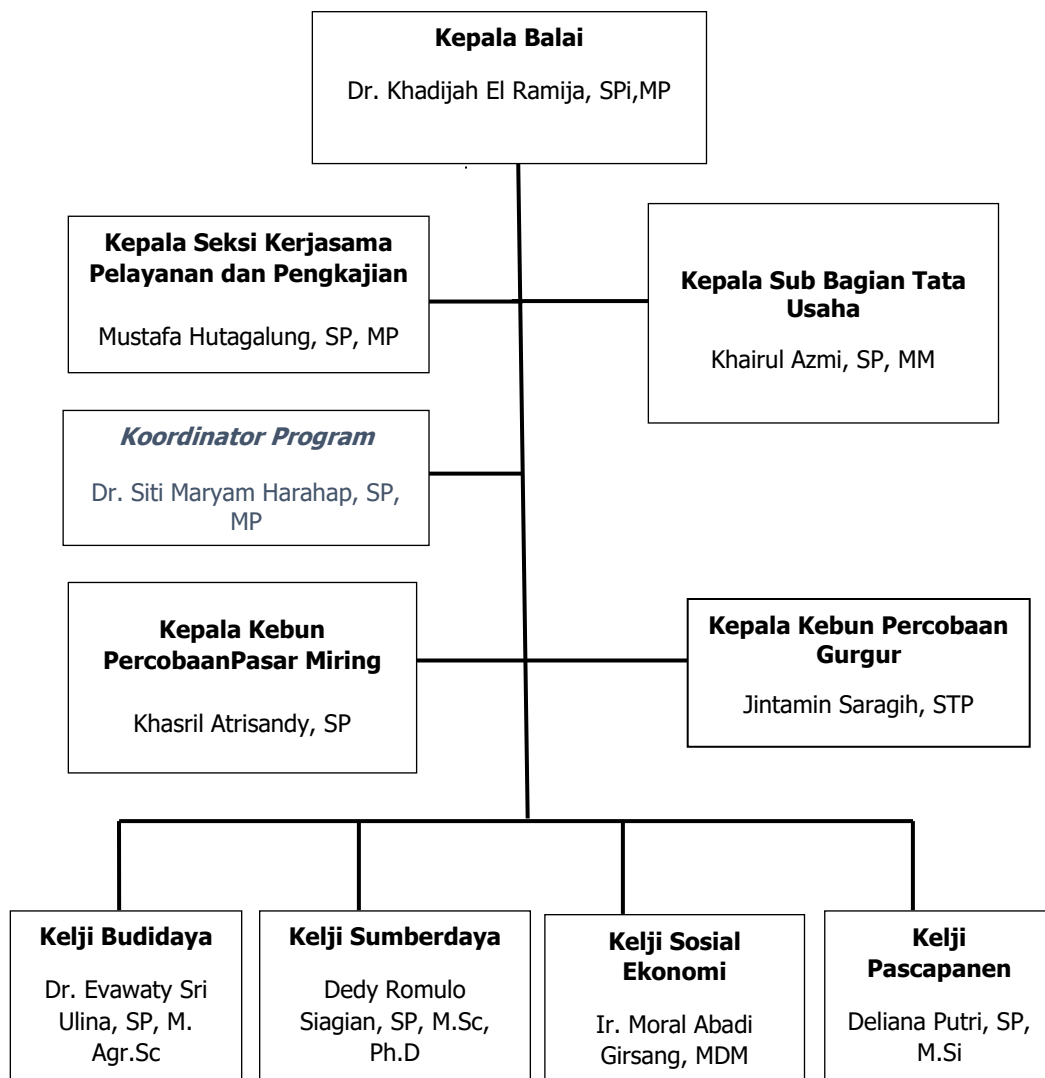 Kepala Balai
Dr. Khadijah El Ramija, SPi,MP
Kepala Seksi Kerjasama
Pelayanan dan Pengkajian
Mustafa Hutagalung, SP, MP
Kepala Sub Bagian Tata
Usaha
Khairul Azmi, SP, MM
Koordinator Program
Dr. Siti Maryam Harahap, SP,
MP
Kepala Kebun
PercobaanPasar Miring
Khasril Atrisandy, SP
Kepala Kebun Percobaan
Gurgur
Jintamin Saragih, STP
Kelji Budidaya
Dr. Evawaty Sri
Ulina, SP, M.
Agr.Sc
Kelji Sumberdaya
Dedy Romulo
Siagian, SP, M.Sc,
Ph.D
Kelji Sosial
Ekonomi
Ir. Moral Abadi
Girsang, MDM
Kelji
Pascapanen
Deliana Putri, SP,
M.Si